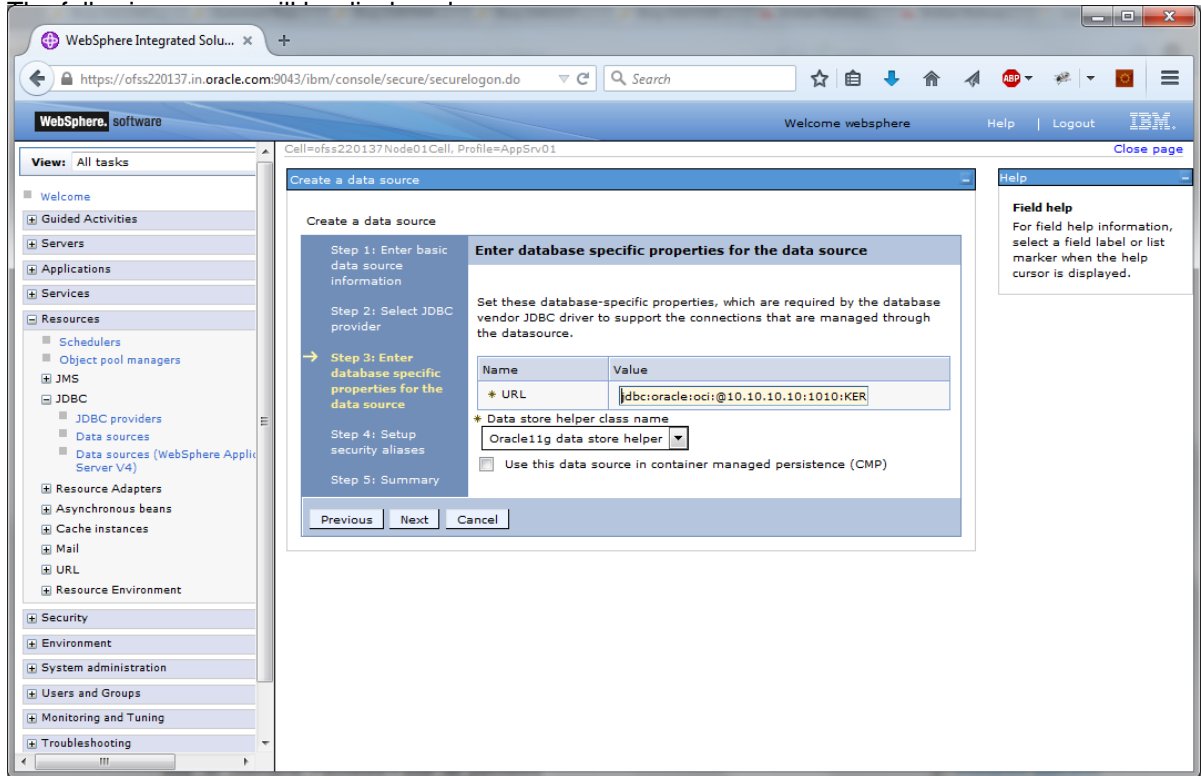 WebSphere Integrated Solu... ×
https://ofss220137.in.oracle.com:9043/ibm/console/secure/securelogon.do
Search
ABP
WebSphere. software
Welcome websphere
Help | Logout
IBM.
View: All tasks
Welcome
Guided Activities
Servers
Applications
Services
Resources
Schedulers
Object pool managers
JMS
JDBC
JDBC providers
Data sources
Data sources (WebSphere Applic
Server V4)
Resource Adapters
Asynchronous beans
Cache instances
Mail
URL
Resource Environment
Security
Environment
System administration
Users and Groups
Monitoring and Tuning
Troubleshooting
Cell=ofss220137Node01Cell, Profile=AppSrv01
Close page
Create a data source
Create a data source
Step 1: Enter basic
data source
information
Step 2: Select JDBC
provider
Step 3: Enter
database specific
properties for the
data source
Step 4: Setup
security aliases
Step 5: Summary
Enter database specific properties for the data source
Set these database-specific properties, which are required by the database
vendor JDBC driver to support the connections that are managed through
the datasource.
Name Value
* URL jdbc:oracle:oci:@10.10.10.10:1010:KER
* Data store helper class name
Oracle11g data store helper
Use this data source in container managed persistence (CMP)
Previous Next Cancel
Help
Field help
For field help information,
select a field label or list
marker when the help
cursor is displayed.